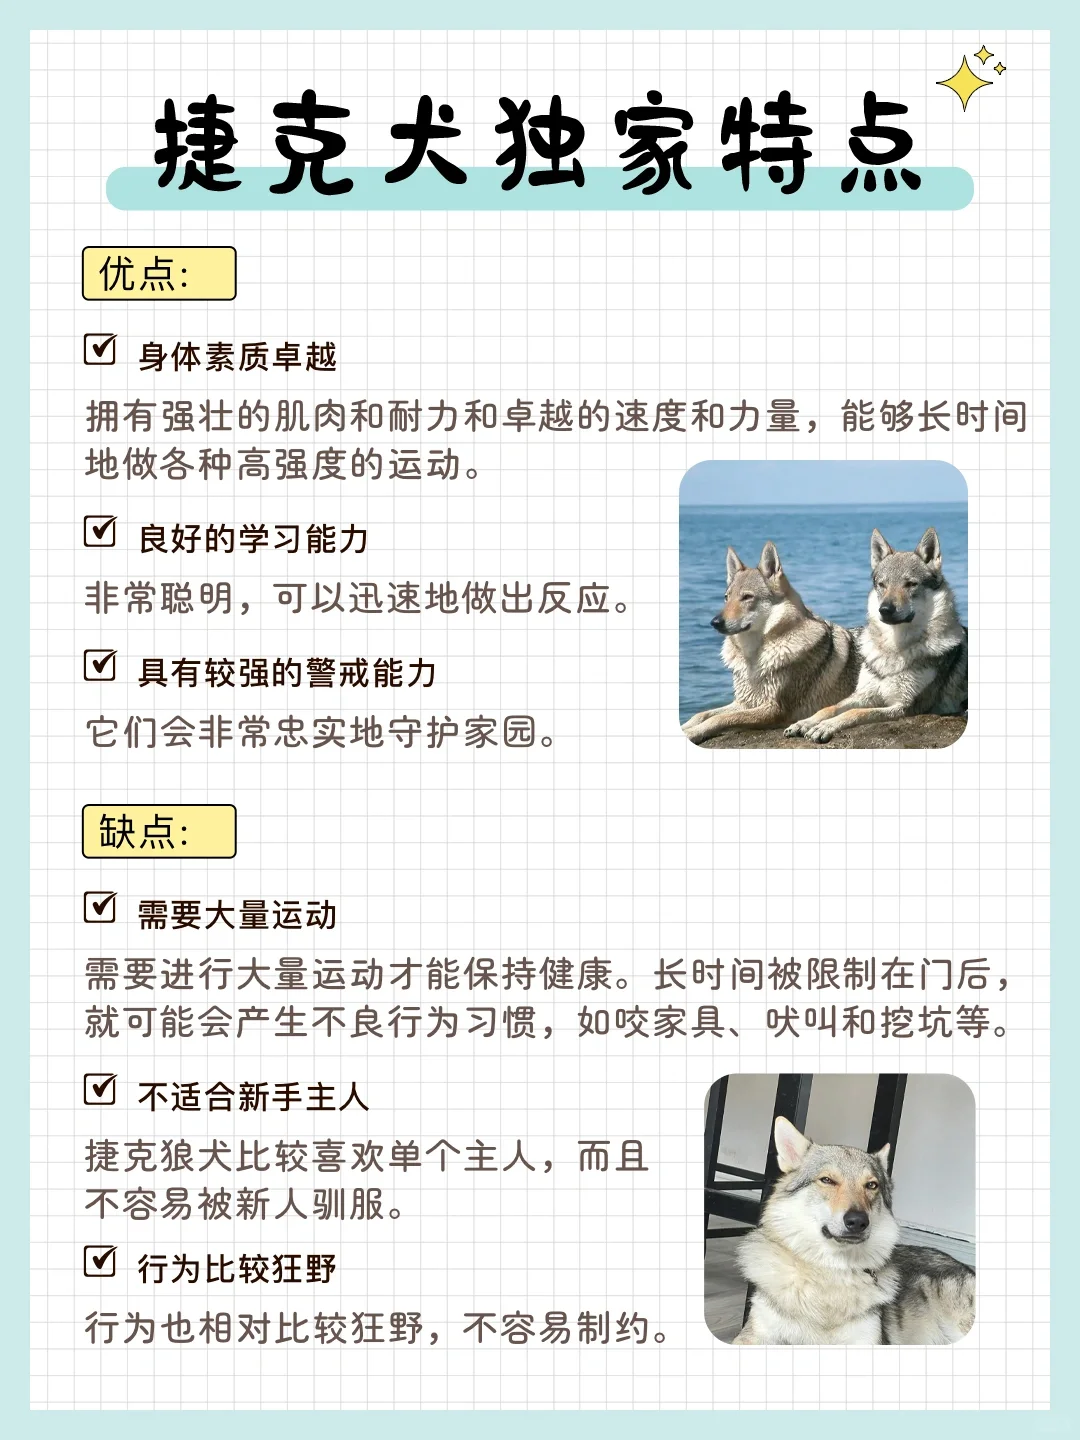 捷克犬独家特点
优点:
身体素质卓越
拥有强壮的肌肉和耐力和卓越的速度和力量，能够长时间
地做各种高强度的运动。
良好的学习能力
非常聪明，可以迅速地做出反应。
具有较强的警戒能力
它们会非常忠实地守护家园。
缺点:
需要大量运动
需要进行大量运动才能保持健康。长时间被限制在门后，
就可能会产生不良行为习惯，如咬家具、吠叫和挖坑等。
不适合新手主人
捷克狼犬比较喜欢单个主人，而且
不容易被新人驯服。
行为比较狂野
行为也相对比较狂野，不容易制约。